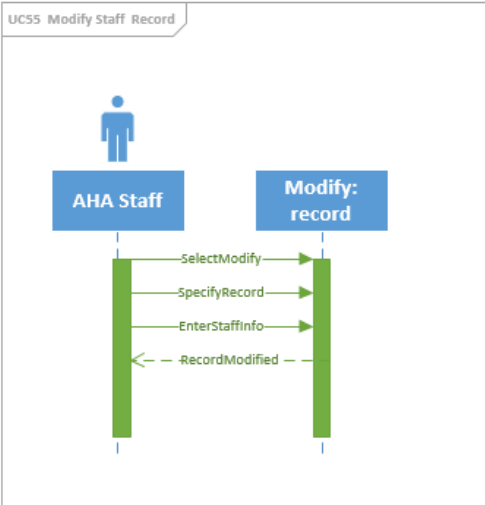 UC55 Modify Staff Record
AHA Staff
Modify:
record
SelectModify
SpecifyRecord
EnterStaffInfo
RecordModified